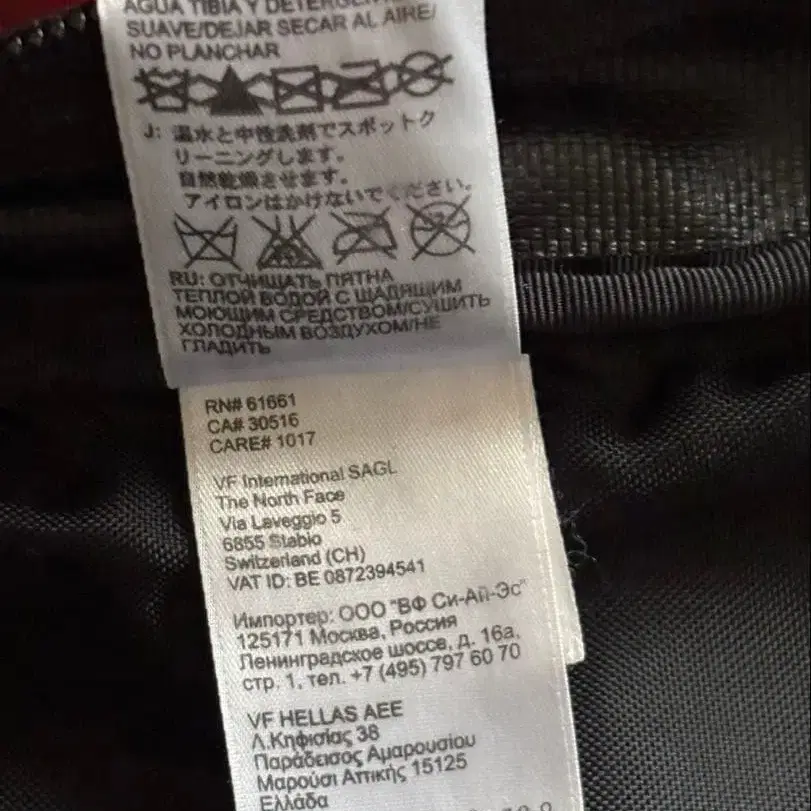 AGUA TIBIA Y DETERGENTE
SUAVE/DEJAR SECAR AL AIRE/
NO PLANCHAR
J: 温水と中性洗剤でスポットク
リーニングします。
自然乾燥させます。
アイロンはかけないでください。
RU: ОТЧИЩАТЬ ПЯТНА
ТЕПЛОЙ ВОДОЙ С ЩАДЯЩИМ
МОЮЩИМ СРЕДСТВОМ/СУШИТЬ
ХОЛОДНЫМ ВОЗДУХОМ/НЕ
ГЛАДИТЬ
RN# 61661
CA# 30516
CARE# 1017
VF International SAGL
The North Face
Via Laveggio 5
6855 Stabio
Switzerland (CH)
VAT ID: BE 0872394541
Импортер: ООО "ВФ Си-Ай-Эс"
125171 Москва, Россия
Ленинградское шоссе, д. 16а,
стр. 1, тел. +7 (495) 797 60 70
VF HELLAS AEE
Λ.Κηφισίας 38
Παράδεισος Αμαρουσίου
Μαρούσι Αττικής 15125
Ελλάδα